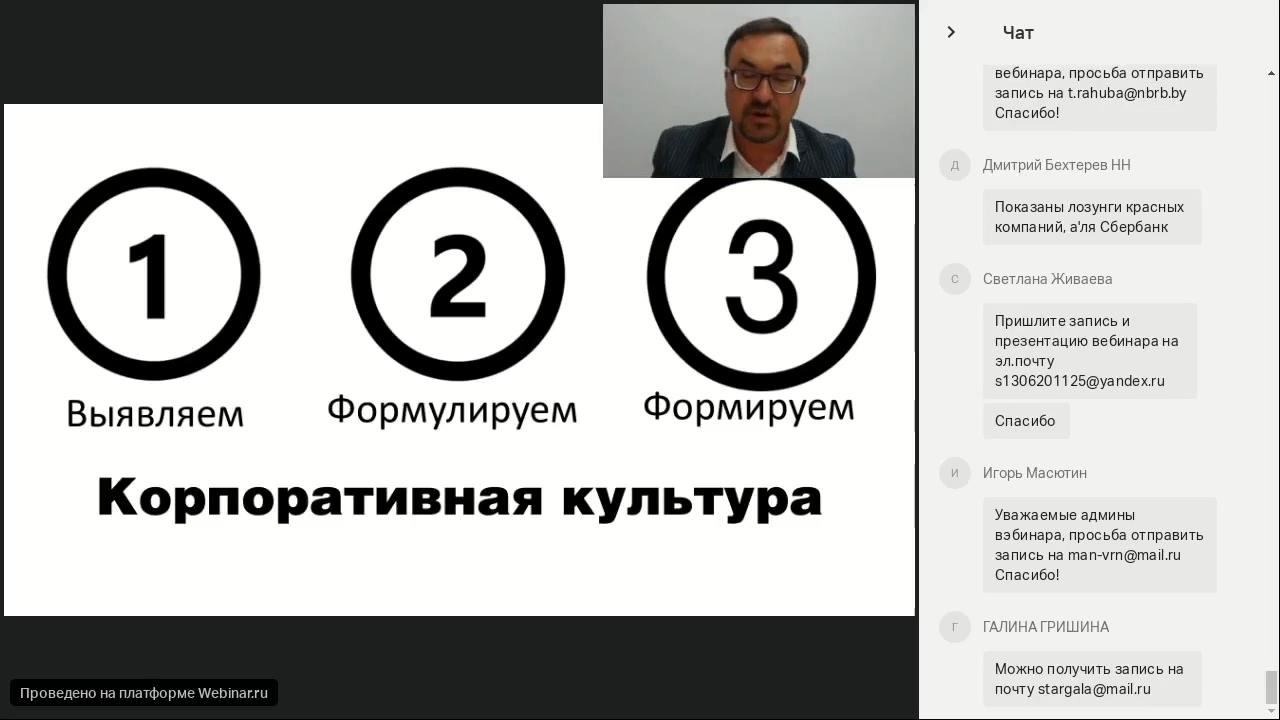 1
2
3
Выявляем
Формулируем
Формируем
Корпоративная культура
Проведено на платформе Webinar.ru
Чат
вебинара, просьба отправить
запись на t.rahuba@nbrb.by
Спасибо!
Д
Дмитрий Бехтерев НН
Показаны лозунги красных
компаний, а'ля Сбербанк
С
Светлана Живаева
Пришлите запись и
презентацию вебинара на
эл.почту
s1306201125@yandex.ru
Спасибо
И
Игорь Масютин
Уважаемые админы
вэбинара, просьба отправить
запись на man-vrn@mail.ru
Спасибо!
Г
ГАЛИНА ГРИШИНА
Можно получить запись на
почту stargala@mail.ru